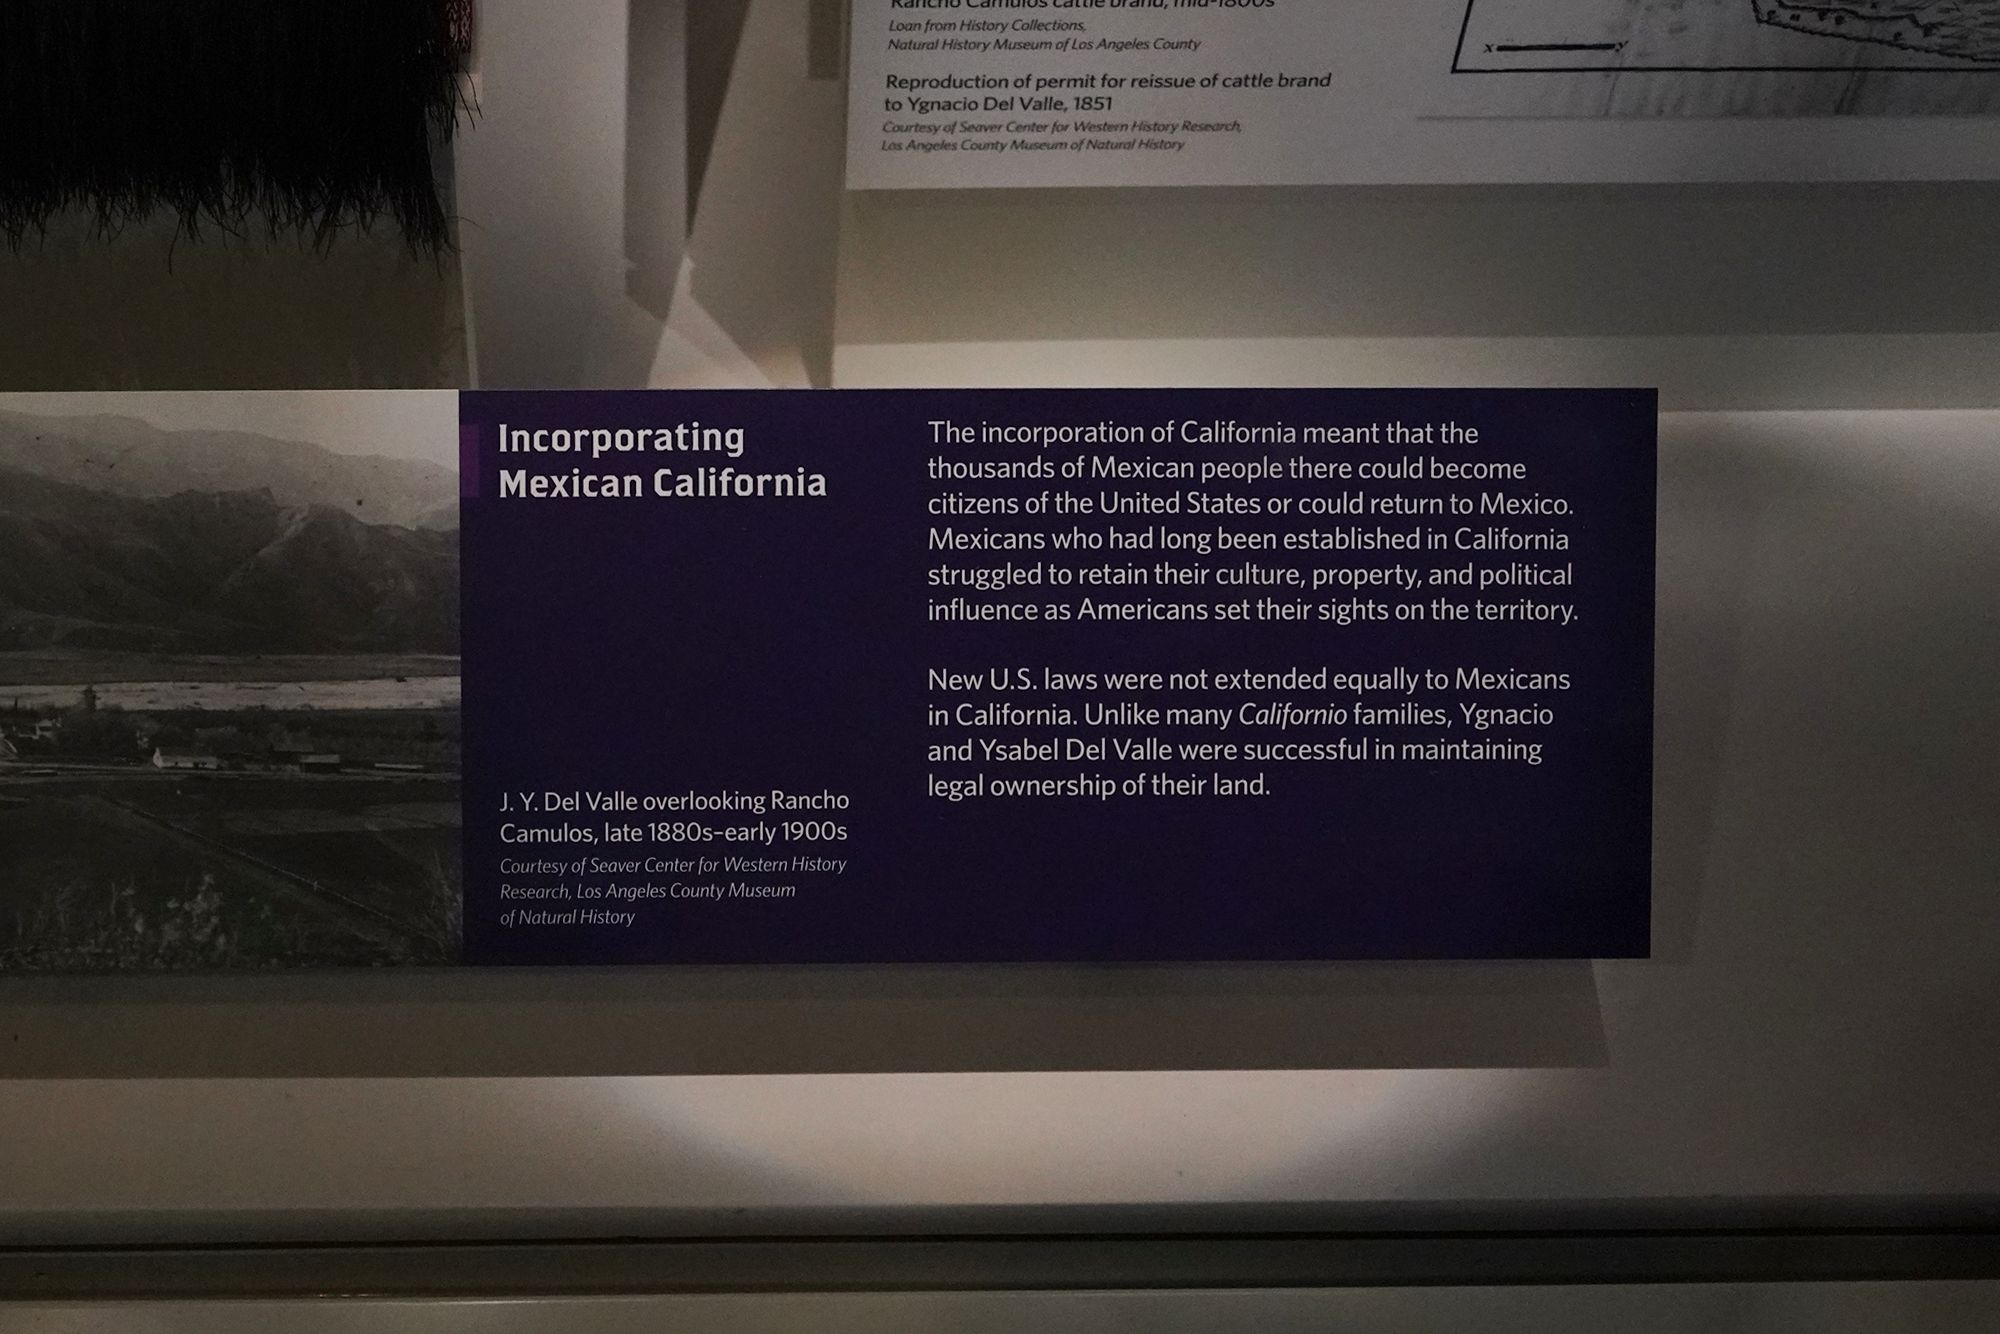 Rancho Camulos cattle brand, mid-1800s
Loan from History Collections,
Natural History Museum of Los Angeles County
Reproduction of permit for reissue of cattle brand
to Ygnacio Del Valle, 1851
Courtesy of Seaver Center for Western History Research,
Los Angeles County Museum of Natural History
x y
Incorporating
Mexican California
J. Y. Del Valle overlooking Rancho
Camulos, late 1880s–early 1900s
Courtesy of Seaver Center for Western History
Research, Los Angeles County Museum
of Natural History
The incorporation of California meant that the
thousands of Mexican people there could become
citizens of the United States or could return to Mexico.
Mexicans who had long been established in California
struggled to retain their culture, property, and political
influence as Americans set their sights on the territory.
New U.S. laws were not extended equally to Mexicans
in California. Unlike many Californio families, Ygnacio
and Ysabel Del Valle were successful in maintaining
legal ownership of their land.